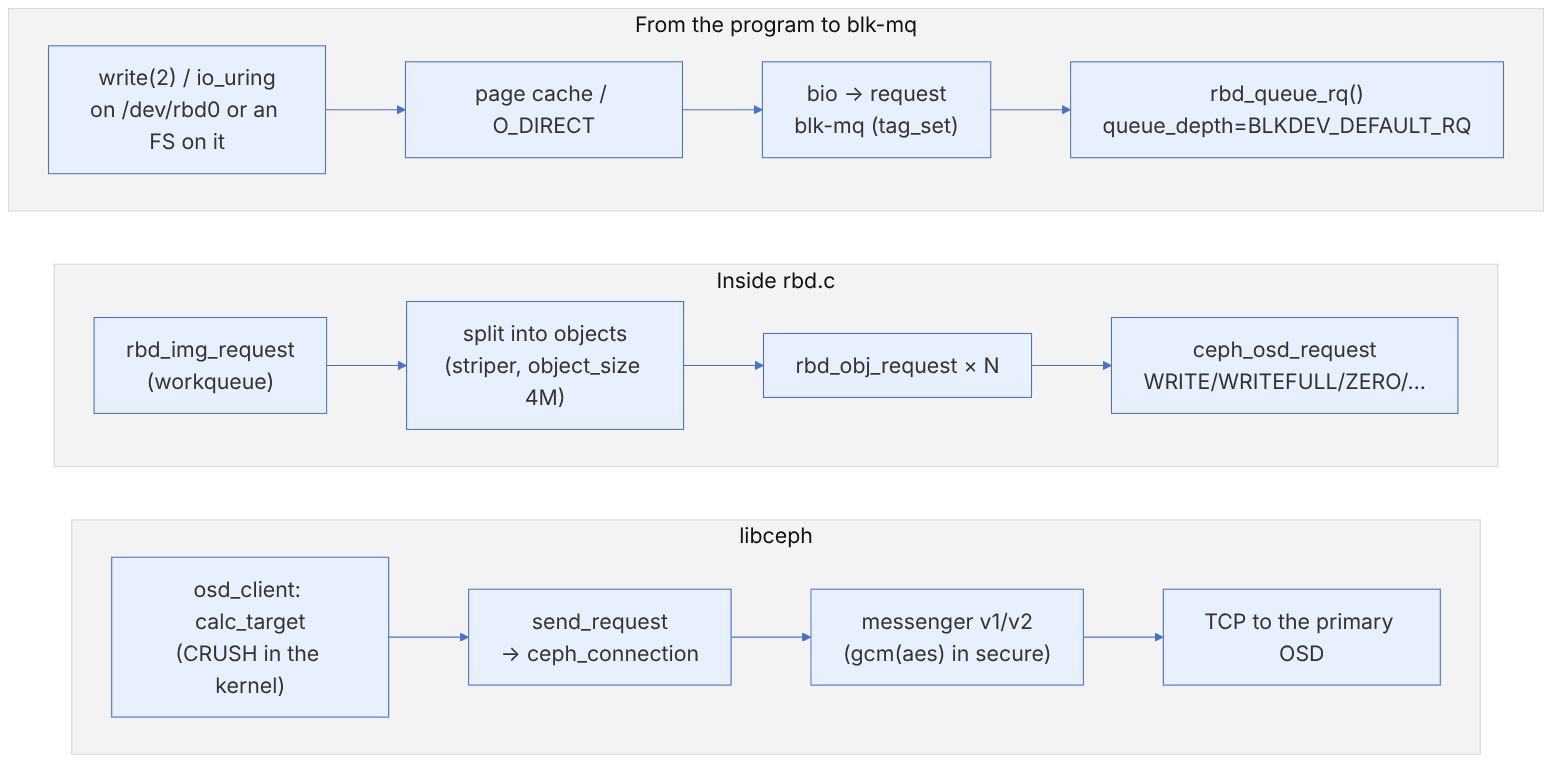 From the program to blk-mq
write(2) / io_uring
on /dev/rbd0 or an
FS on it
page cache /
O_DIRECT
bio → request
blk-mq (tag_set)
rbd_queue_rq()
queue_depth=BLKDEV_DEFAULT_RQ
Inside rbd.c
rbd_img_request
(workqueue)
split into objects
(striper, object_size
4M)
rbd_obj_request × N
ceph_osd_request
WRITE/WRITEFULL/ZERO/...
libceph
osd_client:
calc_target
(CRUSH in the
kernel)
send_request
→ ceph_connection
messenger v1/v2
(gcm(aes) in secure)
TCP to the primary
OSD